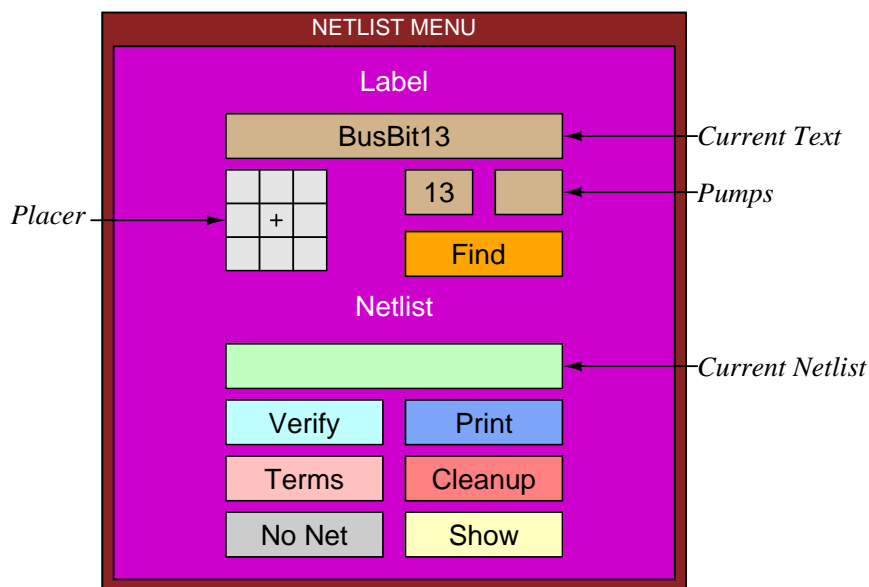 NETLIST MENU
Label
BusBit13
Current Text
13
Pumps
Placer
+
Find
Netlist
Current Netlist
Verify
Print
Terms
Cleanup
No Net
Show